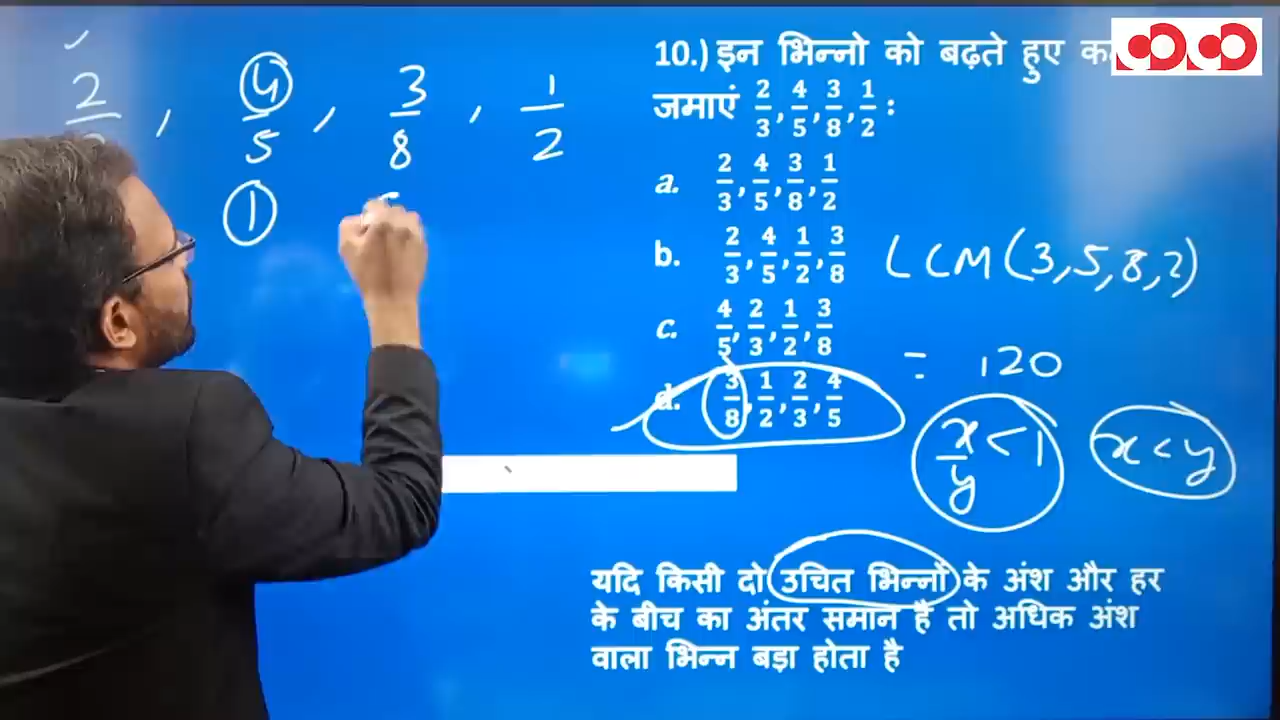 10.) इन भिन्नो को बढ़ते हुए
जमाएं 2/3, 4/5, 3/8, 1/2 :
a. 2/3, 4/5, 3/8, 1/2
b. 2/3, 4/5, 1/2, 3/8
c. 4/5, 2/3, 1/2, 3/8
d. 3/8, 1/2, 2/3, 4/5
यदि किसी दो उचित भिन्नों के अंश और हर
के बीच का अंतर समान है तो अधिक अंश
वाला भिन्न बड़ा होता है
2, 4/5, 3/8, 1/2
1
LCM (3,5,8,2)
= 120
x/y < 1
x < y